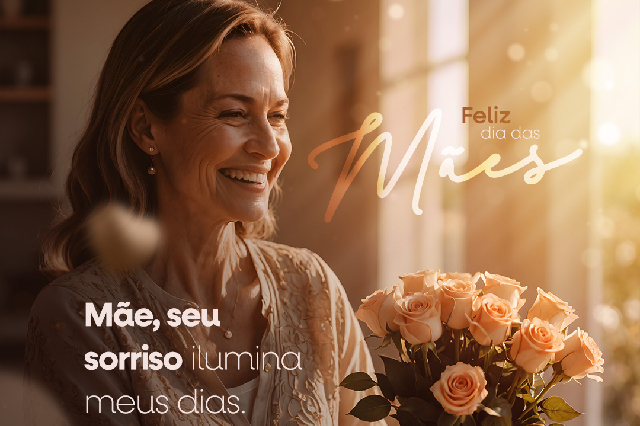 Feliz
dia das
Mães
Mãe, seu
sorriso ilumina
meus dias.